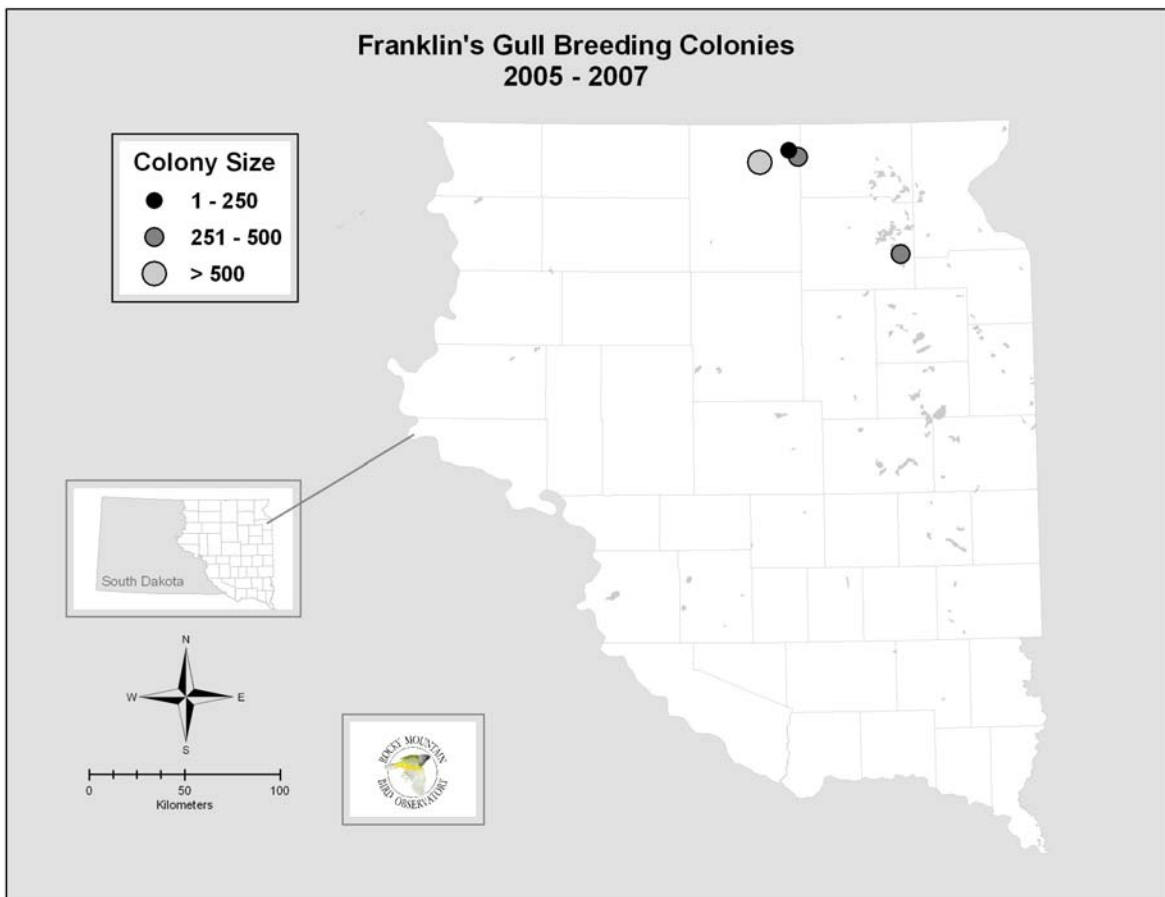 Franklin's Gull Breeding Colonies
2005 - 2007
Colony Size
1 - 250
251 - 500
> 500
South Dakota
N
W E
S
0 50 100
Kilometers
ROCKY MOUNTAIN
BIRD OBSERVATORY